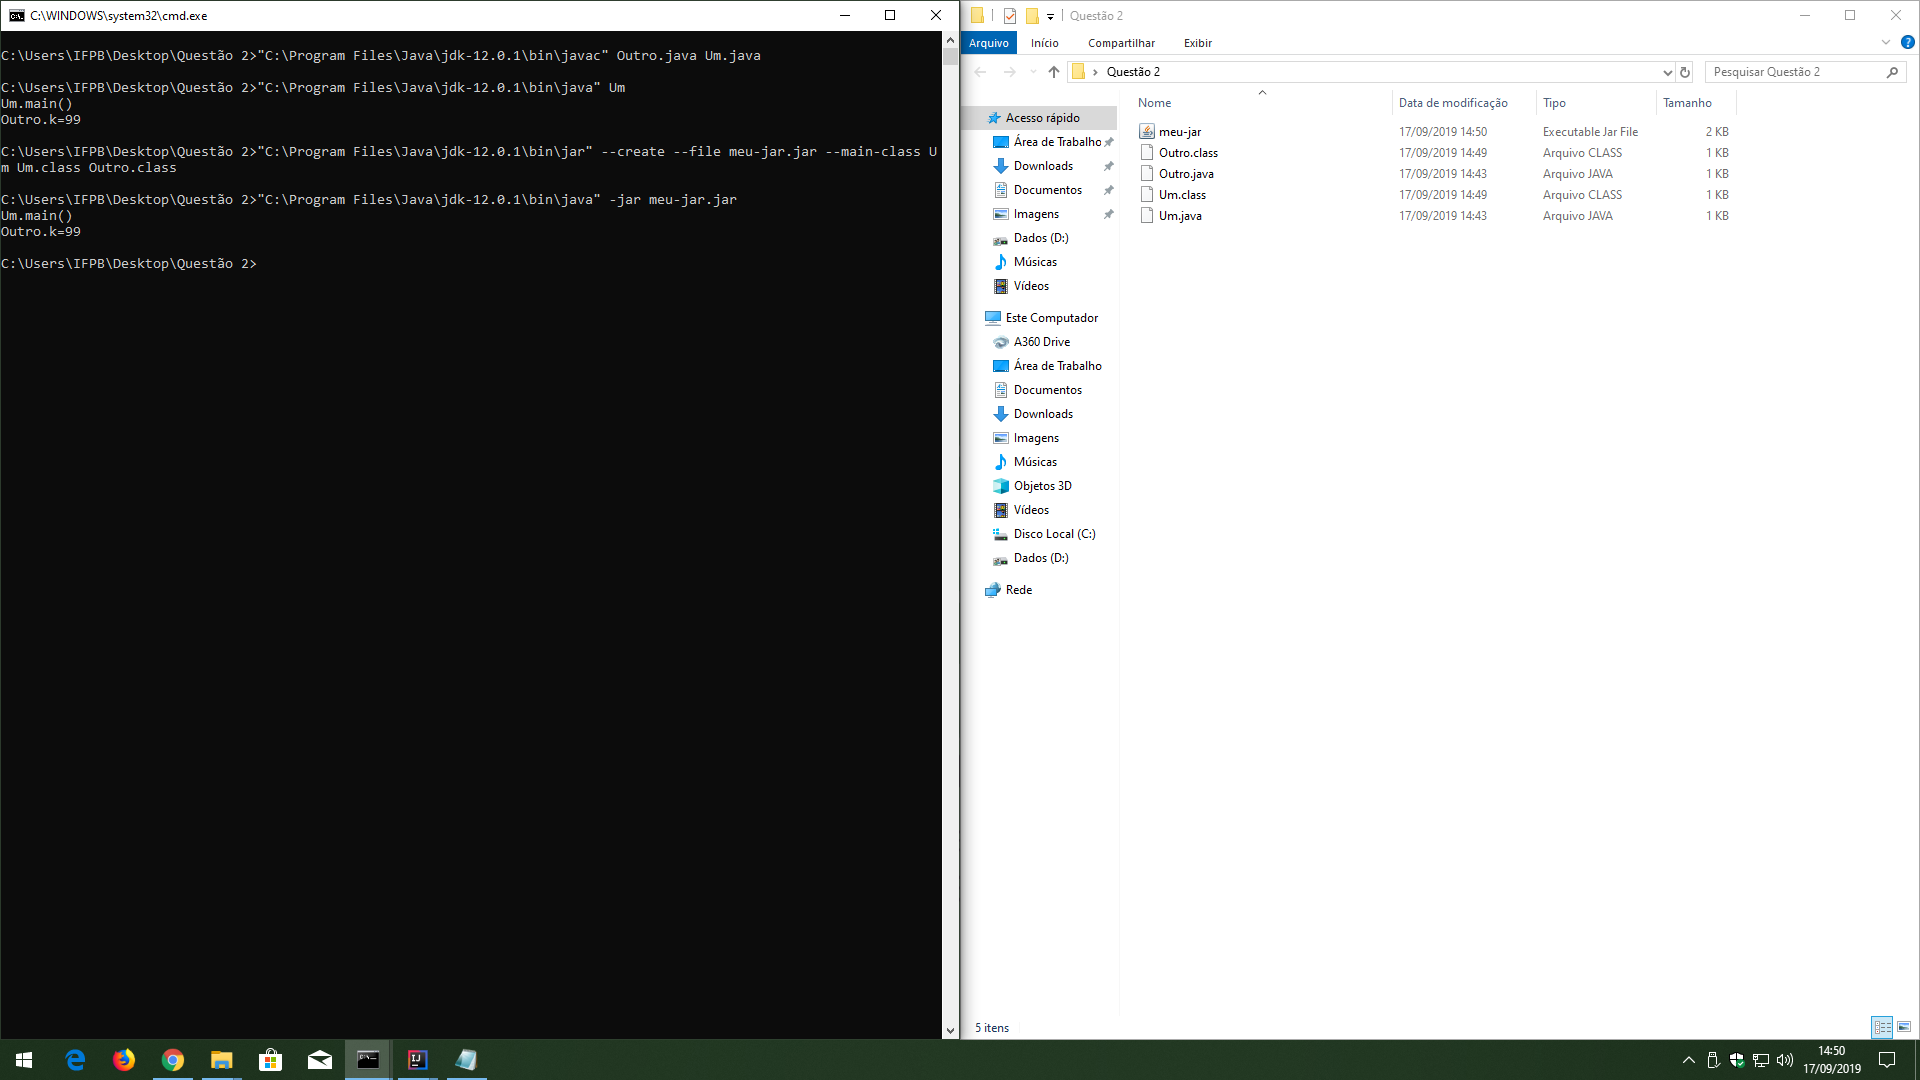 C:\WINDOWS\system32\cmd.exe
C:\Users\IFPB\Desktop\Questão 2>"C:\Program Files\Java\jdk-12.0.1\bin\javac" Outro.java Um.java
C:\Users\IFPB\Desktop\Questão 2>"C:\Program Files\Java\jdk-12.0.1\bin\java" Um
Um.main()
Outro.k=99
C:\Users\IFPB\Desktop\Questão 2>"C:\Program Files\Java\jdk-12.0.1\bin\jar" --create --file meu-jar.jar --main-class U
m Um.class Outro.class
C:\Users\IFPB\Desktop\Questão 2>"C:\Program Files\Java\jdk-12.0.1\bin\java" -jar meu-jar.jar
Um.main()
Outro.k=99
C:\Users\IFPB\Desktop\Questão 2>
Questão 2
Arquivo Início Compartilhar Exibir
Questão 2 Pesquisar Questão 2
Acesso rápido
Área de Trabalho
Downloads
Documentos
Imagens
Dados (D:)
Músicas
Vídeos
Este Computador
A360 Drive
Área de Trabalho
Documentos
Downloads
Imagens
Músicas
Objetos 3D
Vídeos
Disco Local (C:)
Dados (D:)
Rede
Nome Data de modificação Tipo Tamanho
meu-jar 17/09/2019 14:50 Executable Jar File 2 KB
Outro.class 17/09/2019 14:49 Arquivo CLASS 1 KB
Outro.java 17/09/2019 14:43 Arquivo JAVA 1 KB
Um.class 17/09/2019 14:49 Arquivo CLASS 1 KB
Um.java 17/09/2019 14:43 Arquivo JAVA 1 KB
5 itens
14:50
17/09/2019